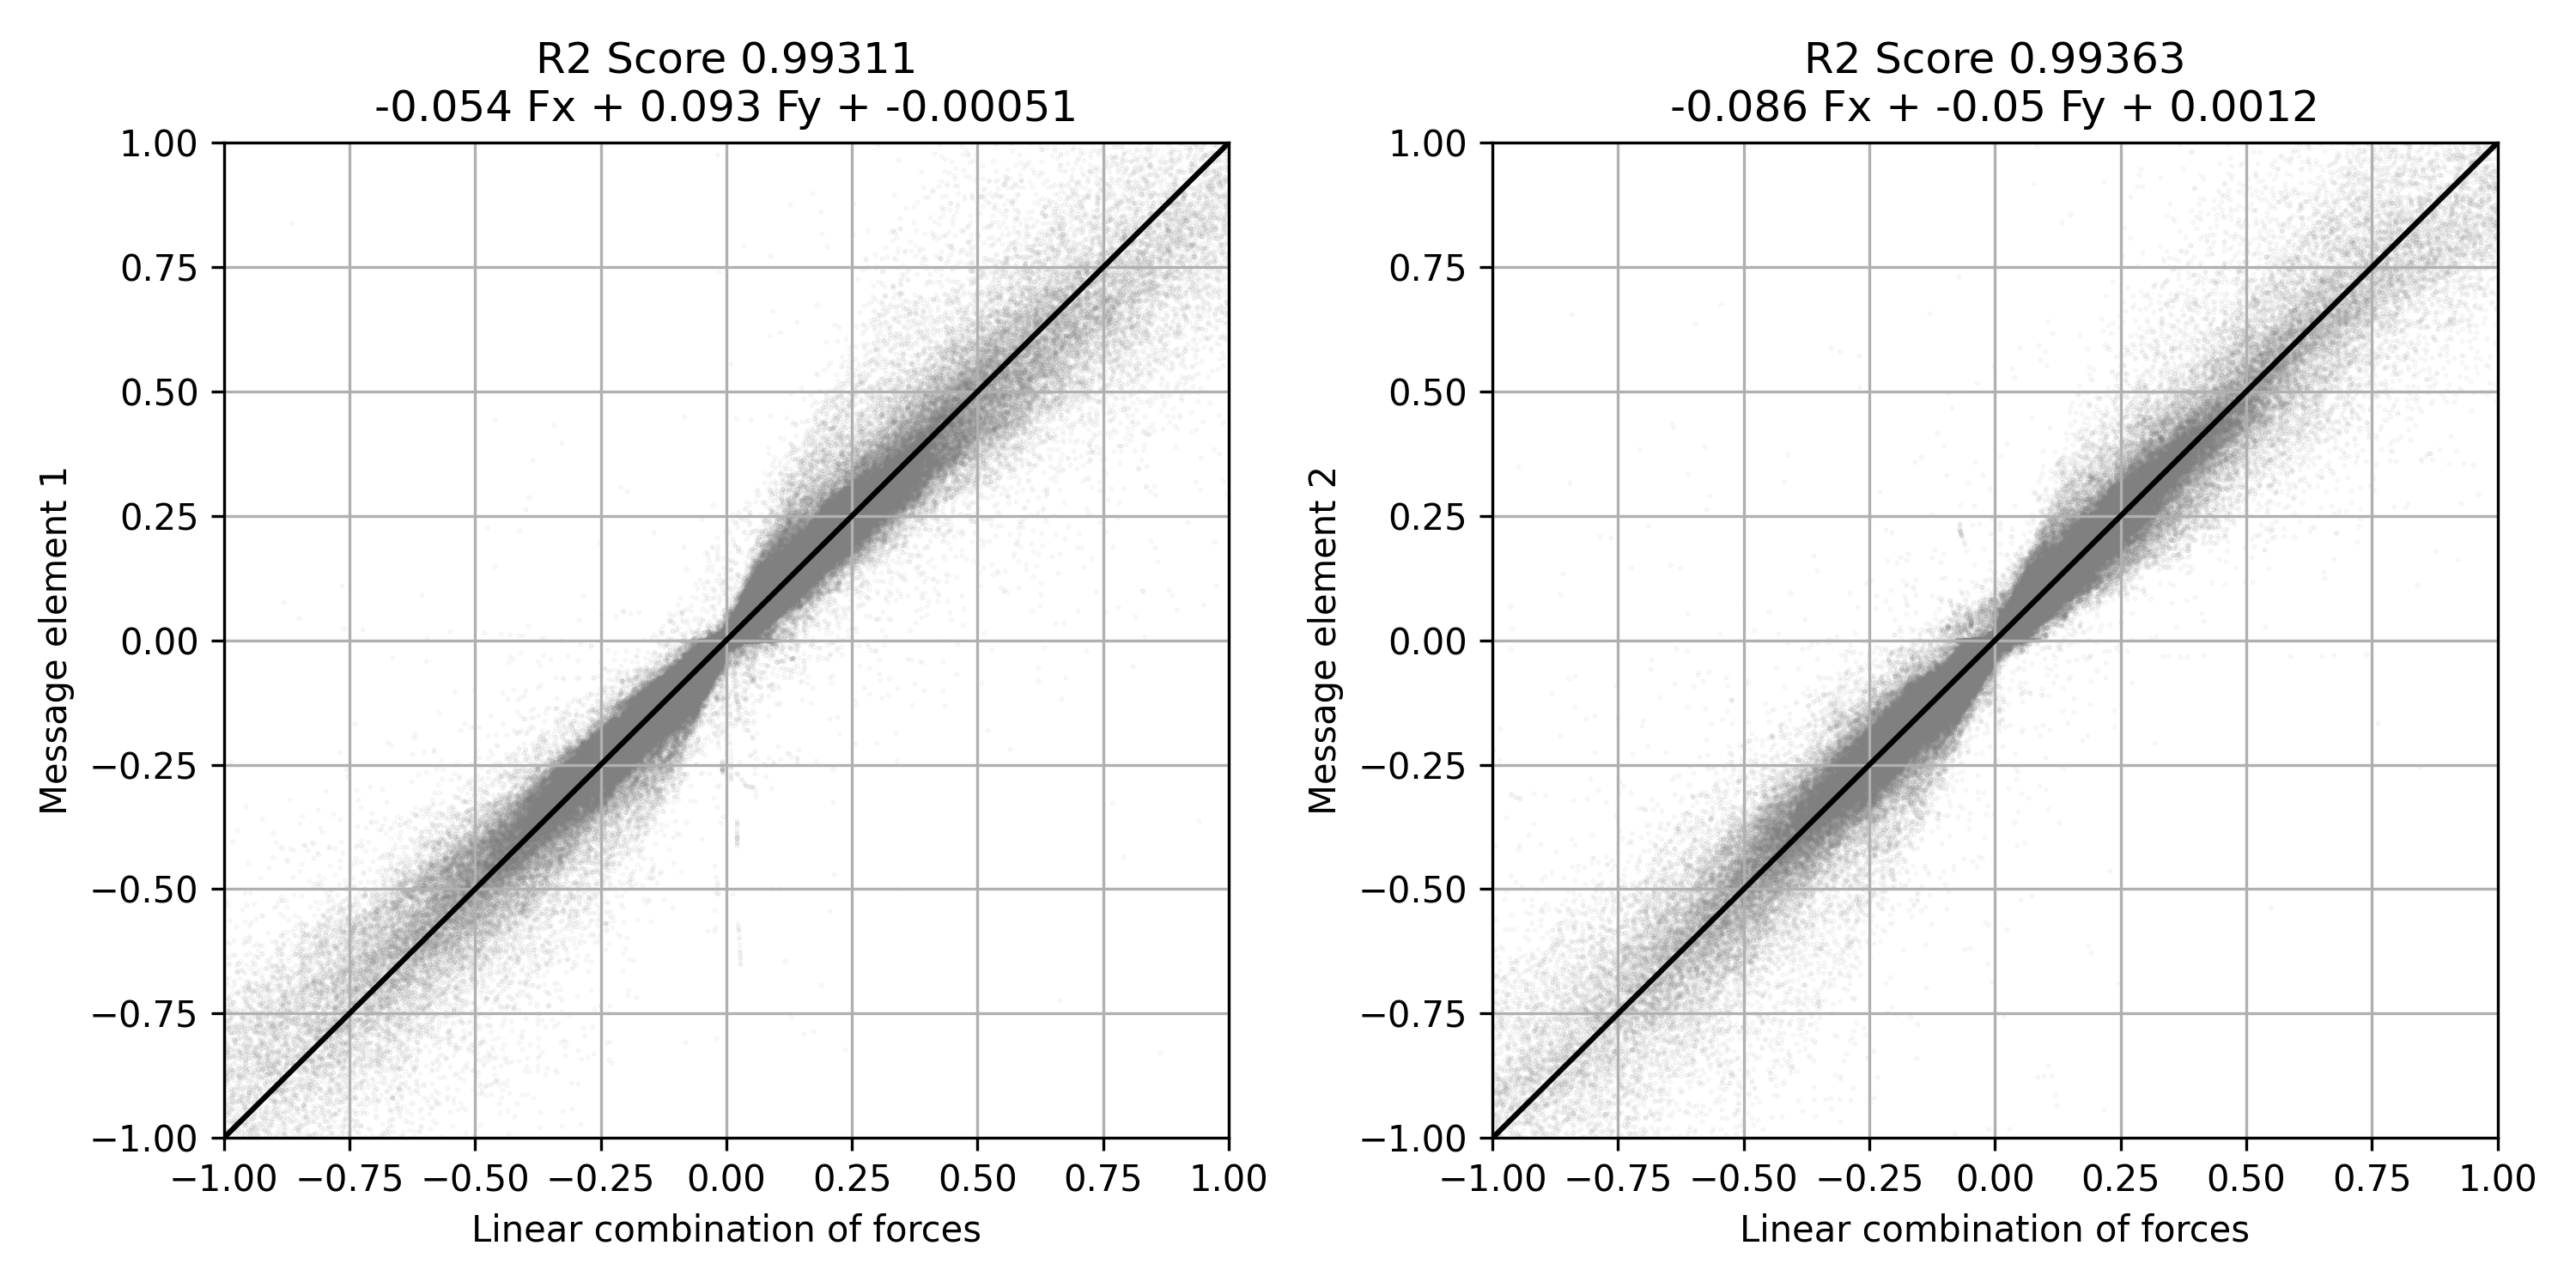 R2 Score 0.99311
-0.054 Fx + 0.093 Fy + -0.00051
1.00
0.75
0.50
0.25
0.00
−0.25
−0.50
−0.75
−1.00
Message element 1
−1.00 −0.75 −0.50 −0.25 0.00 0.25 0.50 0.75 1.00
Linear combination of forces
R2 Score 0.99363
-0.086 Fx + -0.05 Fy + 0.0012
1.00
0.75
0.50
0.25
0.00
−0.25
−0.50
−0.75
−1.00
Message element 2
−1.00 −0.75 −0.50 −0.25 0.00 0.25 0.50 0.75 1.00
Linear combination of forces